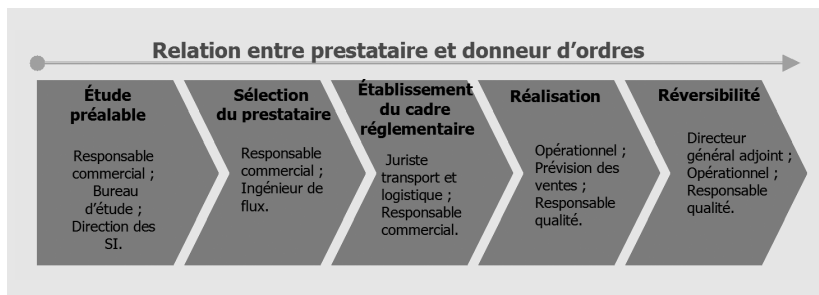 Relation entre prestataire et donneur d’ordres
Étude
préalable
Responsable
commercial ;
Bureau
d’étude ;
Direction des
SI.
Sélection
du prestataire
Responsable
commercial ;
Ingénieur de
flux.
Établissement
du cadre
réglementaire
Juriste
transport et
logistique ;
Responsable
commercial.
Réalisation
Opérationnel ;
Prévision des
ventes ;
Responsable
qualité.
Réversibilité
Directeur
général adjoint ;
Opérationnel ;
Responsable
qualité.